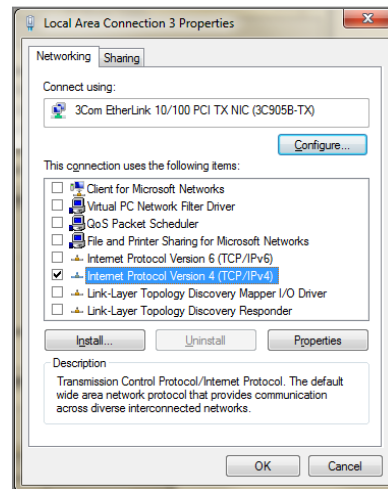 Local Area Connection 3 Properties
Networking
Sharing
Connect using:
3Com EtherLink 10/100 PCI TX NIC (3C905B-TX)
Configure...
This connection uses the following items:
Client for Microsoft Networks
Virtual PC Network Filter Driver
QoS Packet Scheduler
File and Printer Sharing for Microsoft Networks
Internet Protocol Version 6 (TCP/IPv6)
Internet Protocol Version 4 (TCP/IPv4)
Link-Layer Topology Discovery Mapper I/O Driver
Link-Layer Topology Discovery Responder
Install...
Uninstall
Properties
Description
Transmission Control Protocol/Internet Protocol. The default
wide area network protocol that provides communication
across diverse interconnected networks.
OK
Cancel